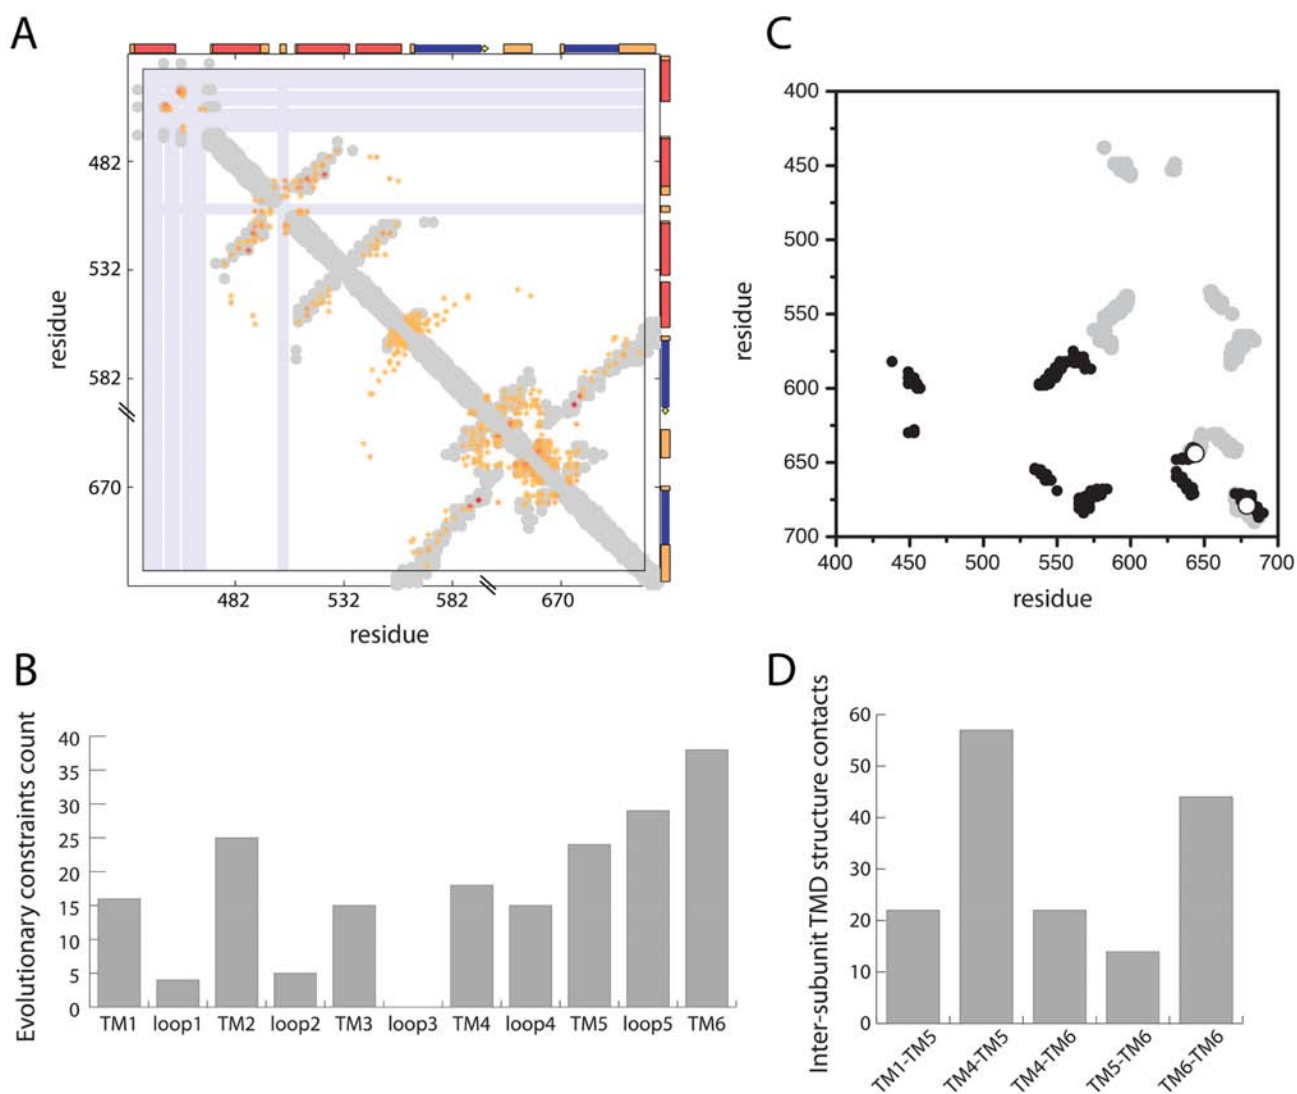 A
482
532
582
670
residue
482
532
582
670
residue
C
400
450
500
550
600
650
700
residue
400
450
500
550
600
650
700
residue
B
Evolutionary constraints count
40
35
30
25
20
15
10
5
0
TM1 loop1 TM2 loop2 TM3 loop3 TM4 loop4 TM5 loop5 TM6
D
Inter-subunit TMD structure contacts
60
50
40
30
20
10
0
TM1-TM5
TM4-TM5
TM4-TM6
TM5-TM6
TM6-TM6